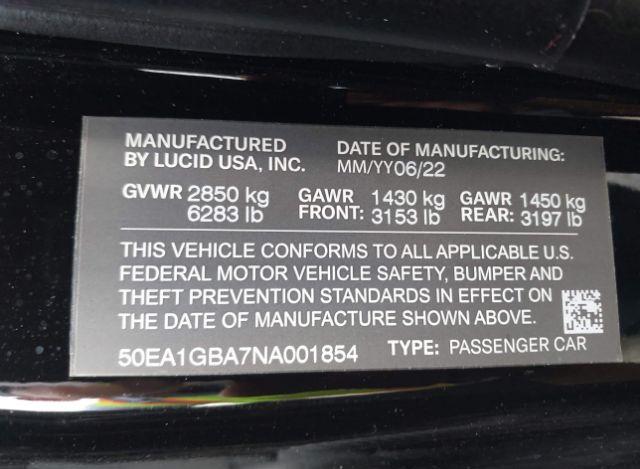 MANUFACTURED
BY LUCID USA, INC.
DATE OF MANUFACTURING:
MM/YY06/22
GVWR 2850 kg
6283 lb
GAWR 1430 kg
FRONT: 3153 lb
GAWR 1450 kg
REAR: 3197 lb
THIS VEHICLE CONFORMS TO ALL APPLICABLE U.S.
FEDERAL MOTOR VEHICLE SAFETY, BUMPER AND
THEFT PREVENTION STANDARDS IN EFFECT ON
THE DATE OF MANUFACTURE SHOWN ABOVE.
50EA1GBA7NA001854
TYPE: PASSENGER CAR